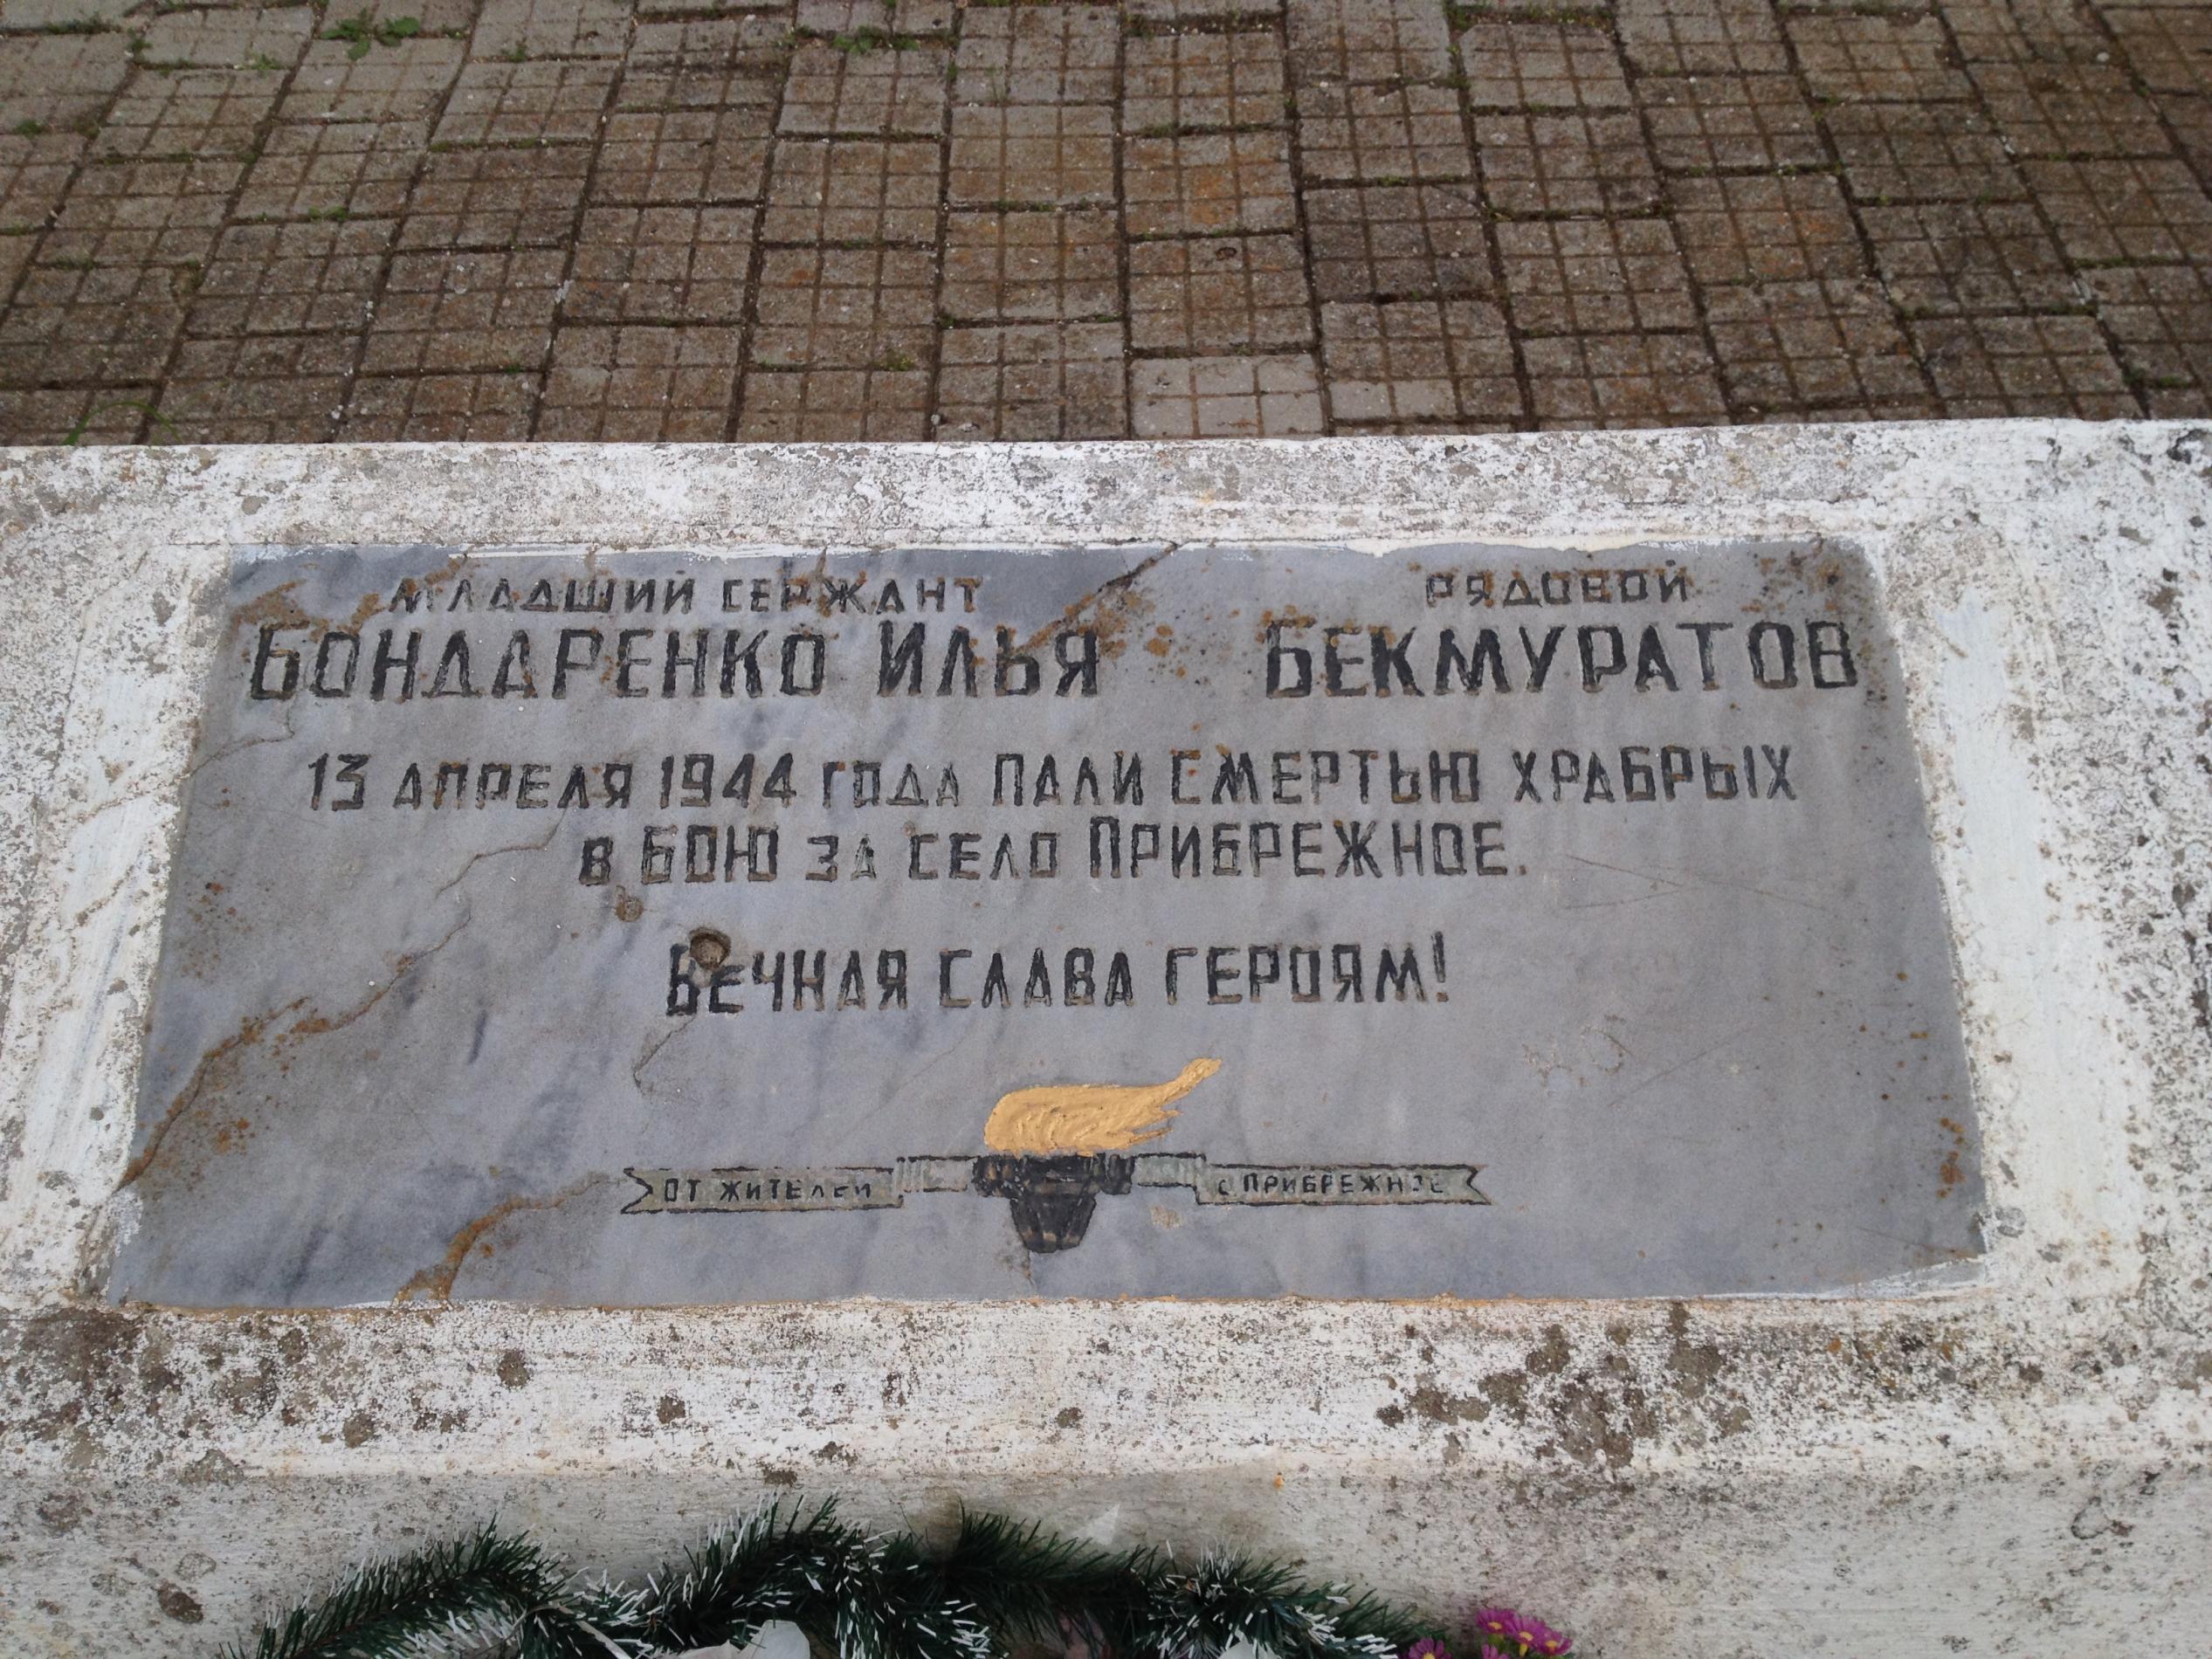 МЛАДШИЙ СЕРЖАНТ РЯДОВОЙ
БОНДАРЕНКО ИЛЬЯ БЕКМУРАТОВ
13 АПРЕЛЯ 1944 ГОДА ПАЛИ СМЕРТЬЮ ХРАБРЫХ
В БОЮ ЗА СЕЛО ПРИБРЕЖНОЕ.
ВЕЧНАЯ СЛАВА ГЕРОЯМ!
ОТ ЖИТЕЛЕЙ С ПРИБРЕЖНОЕ